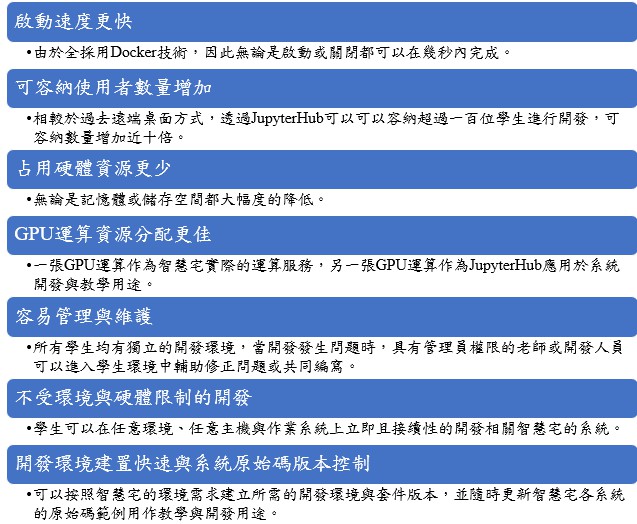 啟動速度更快
•由於全採用Docker技術，因此無論是啟動或關閉都可以在幾秒內完成。
可容納使用者數量增加
•相較於過去遠端桌面方式，透過JupyterHub可以可以容納超過一百位學生進行開發，可
容納數量增加近十倍。
占用硬體資源更少
•無論是記憶體或儲存空間都大幅度的降低。
GPU運算資源分配更佳
•一張GPU運算作為智慧宅實際的運算服務，另一張GPU運算作為JupyterHub應用於系統
開發與教學用途。
容易管理與維護
•所有學生均有獨立的開發環境，當開發發生問題時，具有管理員權限的老師或開發人員
可以進入學生環境中輔助修正問題或共同編寫。
不受環境與硬體限制的開發
•學生可以在任意環境、任意主機與作業系統上立即且接續性的開發相關智慧宅的系統。
開發環境建置快速與系統原始碼版本控制
•可以按照智慧宅的環境需求建立所需的開發環境與套件版本，並隨時更新智慧宅各系統
的原始碼範例用作教學與開發用途。